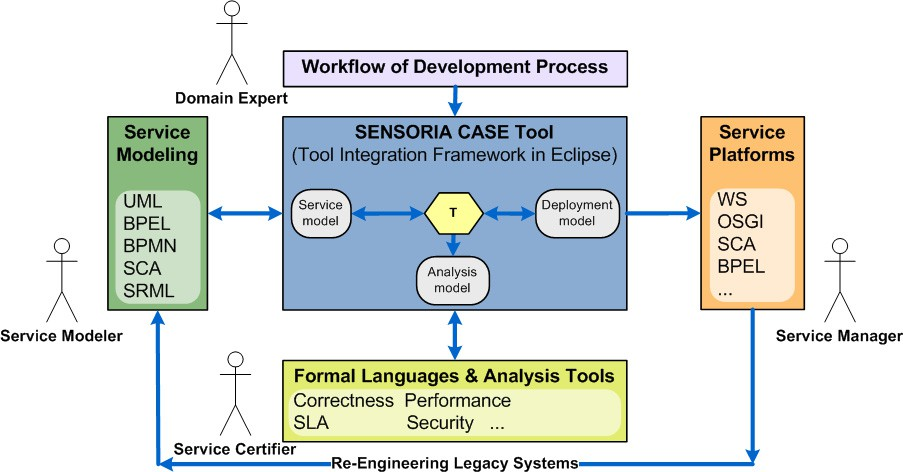 Domain Expert
Workflow of Development Process
Service
Modeling
UML
BPEL
BPMN
SCA
SRML
Service Modeler
SENSORIA CASE Tool
(Tool Integration Framework in Eclipse)
Service
model
T
Deployment
model
Analysis
model
Service
Platforms
WS
OSGI
SCA
BPEL
...
Service Manager
Service Certifier
Formal Languages & Analysis Tools
Correctness Performance
SLA Security ...
Re-Engineering Legacy Systems